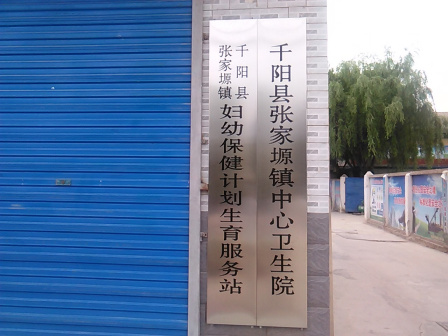 千阳县张家塬镇中心卫生院
千阳县
张家塬镇
妇幼保健计划生育服务站